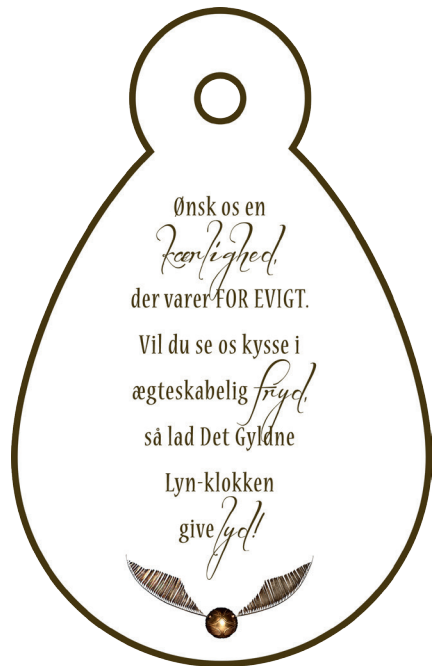 Ønsk os en
kærlighed,
der varer FOR EVIGT.
Vil du se os kysse i
ægteskabelig fryd,
så lad Det Gyldne
Lyn-klokken
give lyd!